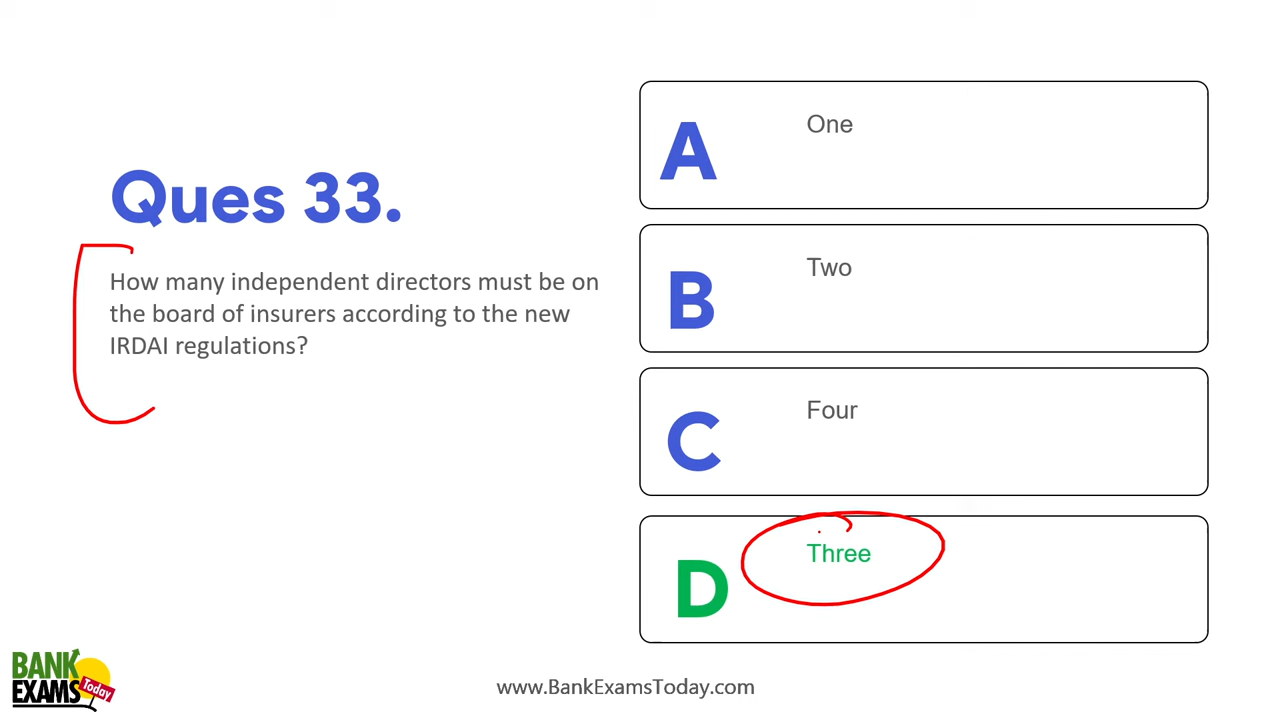 Ques 33.
How many independent directors must be on
the board of insurers according to the new
IRDAI regulations?
A
One
B
Two
C
Four
D
Three
BANK
EXAMS
Today
www.BankExamsToday.com